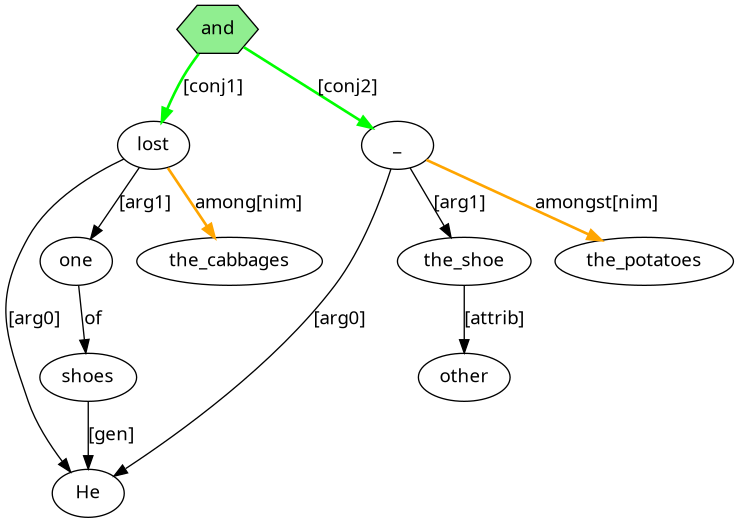 and
[conj1] [conj2]
lost _
[arg1] among[nim] [arg1] amongst[nim]
one the_cabbages the_shoe the_potatoes
[arg0] of [arg0] [attrib]
shoes other
[gen]
He